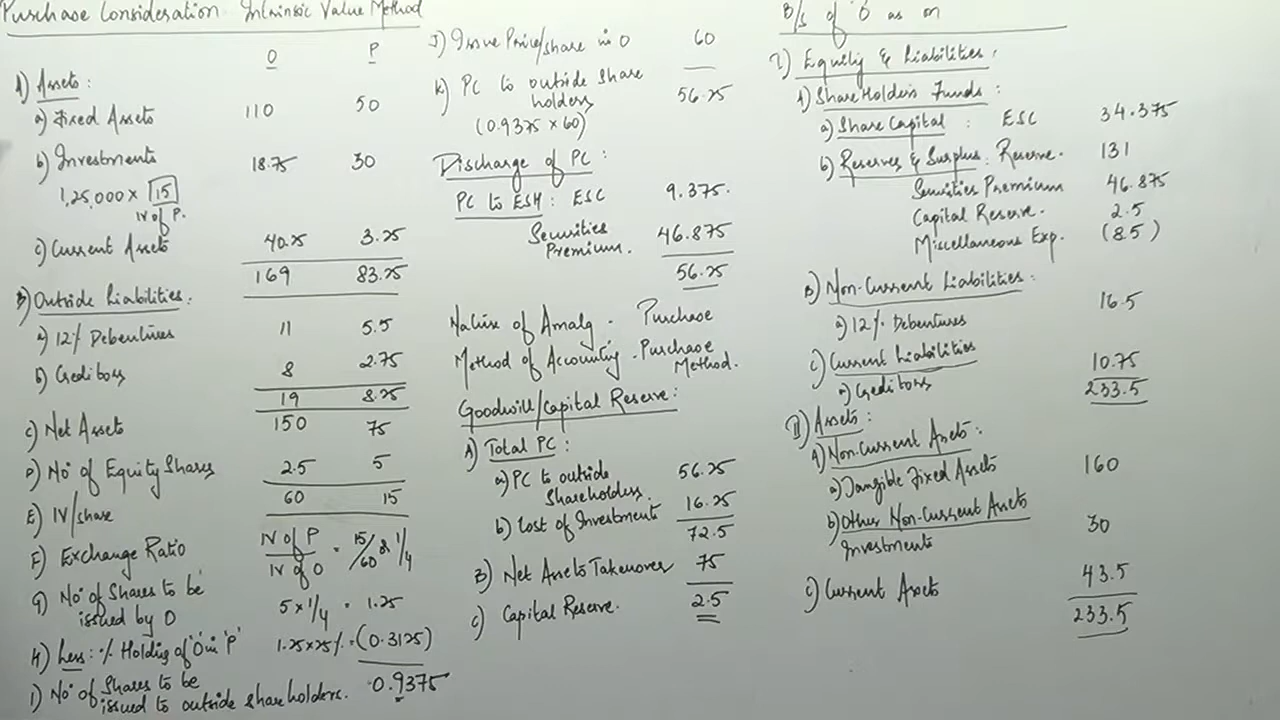 Purchase Consideration Intrinsic Value Method
O P
A) Assets:
a) Fixed Assets 110 50
b) Investments 18.75 30
1,25,000 × 15
IV of P.
c) Current Assets 40.25 3.25
169 83.25
B) Outside Liabilities:
a) 12% Debentures 11 5.5
b) Creditors 8 2.75
19 8.25
C) Net Assets 150 75
D) No of Equity Shares 2.5 5
E) IV/share 60 15
F) Exchange Ratio IV of P / IV of O = 15/60 or 1/4
G) No of Shares to be
issued by O 5 × 1/4 = 1.25
H) Less: % Holding of 'O' in 'P' 1.25×25% = (0.3125)
I) No of Shares to be
issued to outside shareholders. 0.9375
J) Issue Price/share in O 60
K) PC to outside Share
holders 56.25
(0.9375 × 60)
Discharge of PC:
PC to ESH: ESC 9.375.
Securities
Premium. 46.875
56.25
Nature of Amalg. - Purchase
Method of Accounting - Purchase
Method.
Goodwill/Capital Reserve:
A) Total PC:
a) PC to outside
Shareholders. 56.25
b) Cost of Investment 16.25
72.5
B) Net Assets Takenover 75
C) Capital Reserve. 2.5
B/S of O as on
I) Equity & Liabilities:
A) ShareHolders Funds:
a) Share Capital: ESC 34.375
b) Reserves & Surplus: Reserve. 131
Securities Premium 46.875
Capital Reserve. 2.5
Miscellaneous Exp. (8.5)
B) Non-Current Liabilities:
a) 12% Debentures 16.5
C) Current Liabilities
a) Creditors 10.75
233.5
II) Assets:
A) Non-Current Assets:
a) Tangible Fixed Assets 160
b) Other Non-Current Assets
Investments 30
C) Current Assets 43.5
233.5